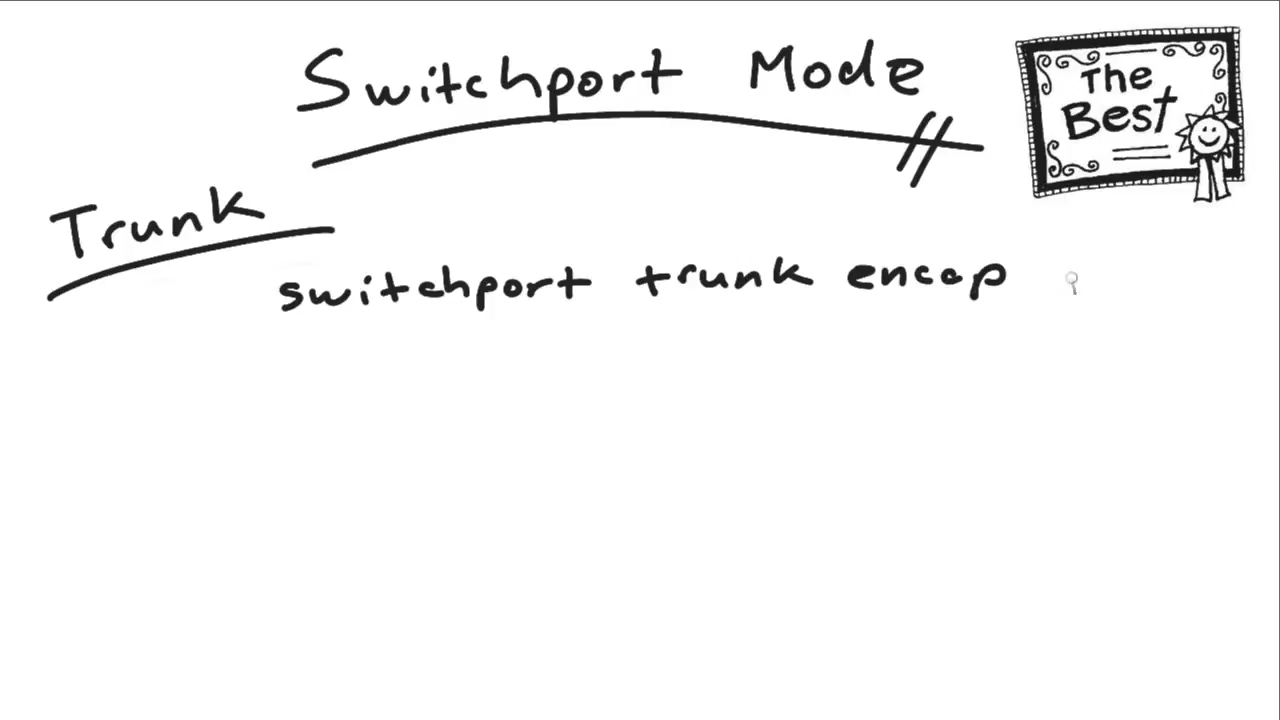 Switchport Mode
The
Best
Trunk
switchport trunk encap